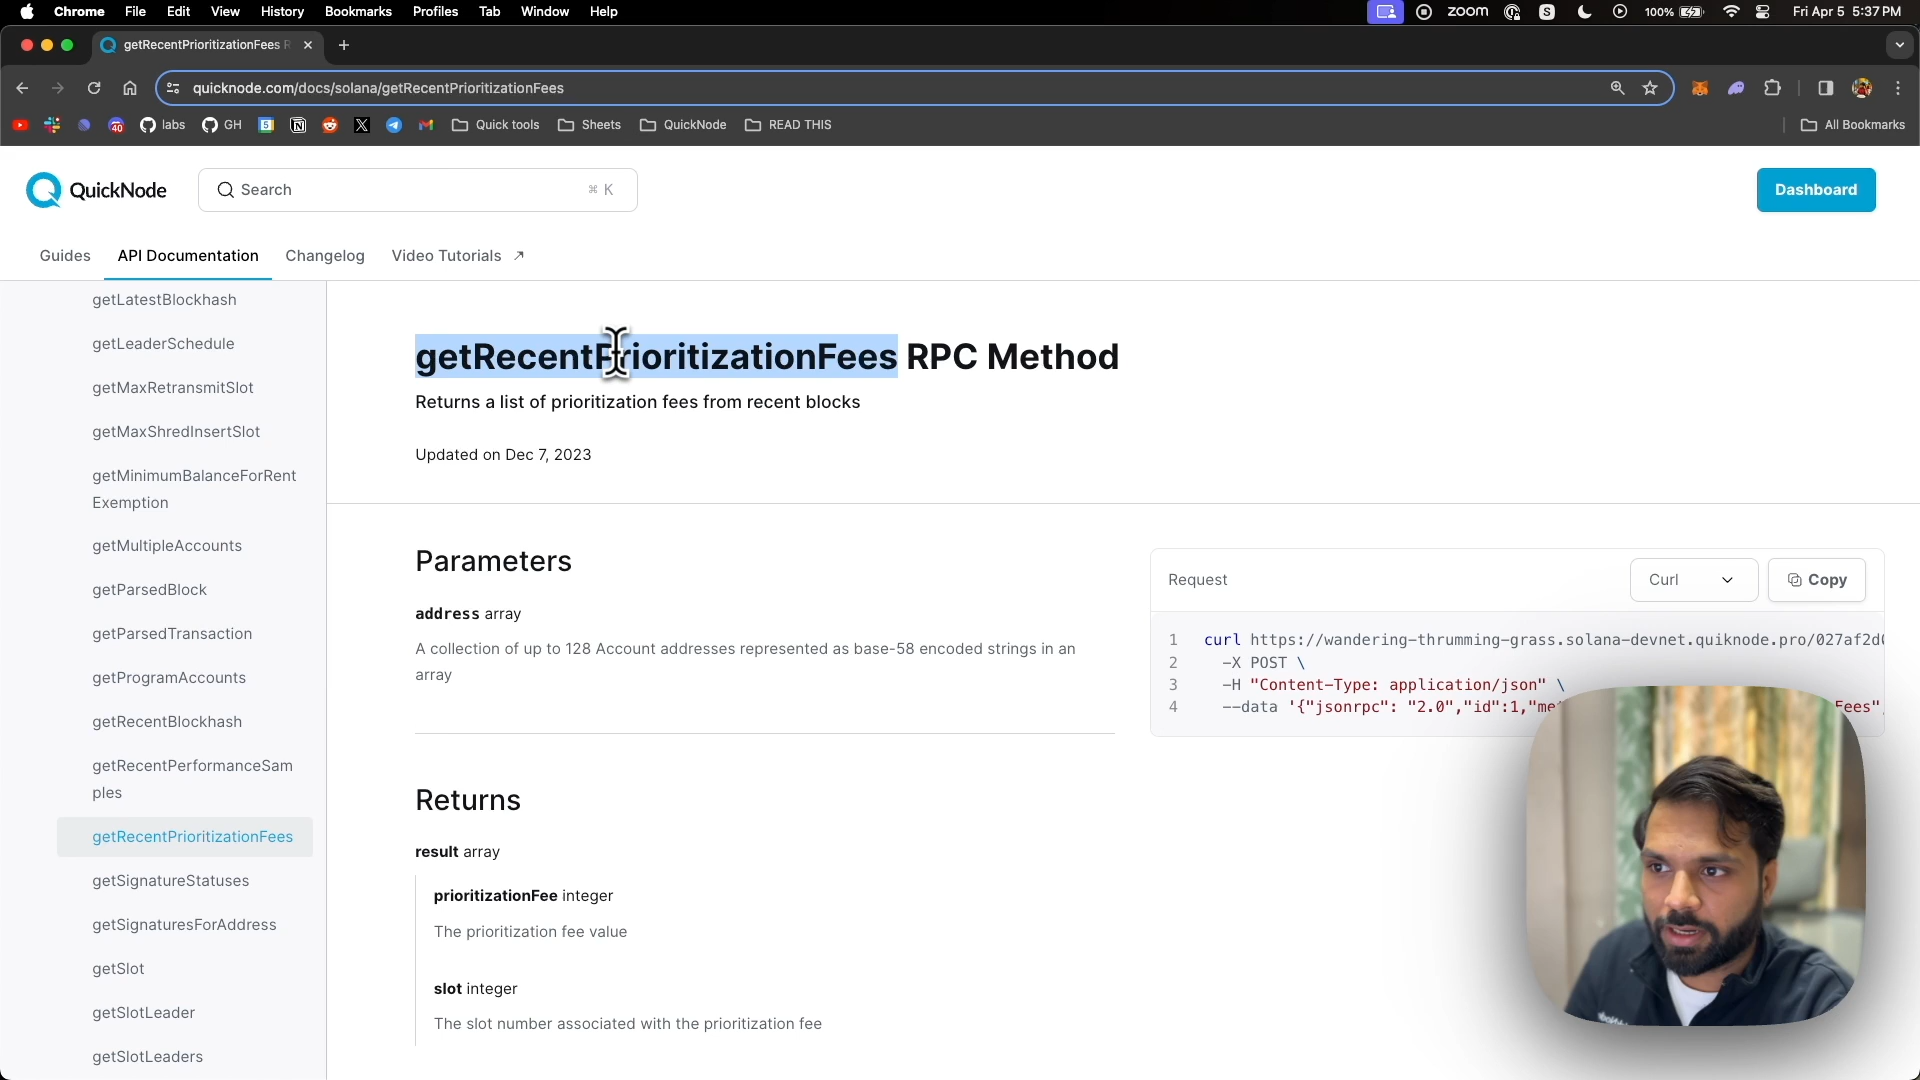 Chrome File Edit View History Bookmarks Profiles Tab Window Help
zoom S 100% Fri Apr 5 5:37 PM
getRecentPrioritizationFees R
quicknode.com/docs/solana/getRecentPrioritizationFees
40 labs GH 5 Quick tools Sheets QuickNode READ THIS All Bookmarks
QuickNode Search ⌘ K Dashboard
Guides API Documentation Changelog Video Tutorials ↗
getLatestBlockhash
getLeaderSchedule
getMaxRetransmitSlot
getMaxShredInsertSlot
getMinimumBalanceForRent
Exemption
getMultipleAccounts
getParsedBlock
getParsedTransaction
getProgramAccounts
getRecentBlockhash
getRecentPerformanceSam
ples
getRecentPrioritizationFees
getSignatureStatuses
getSignaturesForAddress
getSlot
getSlotLeader
getSlotLeaders
getRecentPrioritizationFees RPC Method
Returns a list of prioritization fees from recent blocks
Updated on Dec 7, 2023
Parameters
address array
A collection of up to 128 Account addresses represented as base-58 encoded strings in an
array
Returns
result array
prioritizationFee integer
The prioritization fee value
slot integer
The slot number associated with the prioritization fee
Request Curl Copy
1 curl https://wandering-thrumming-grass.solana-devnet.quiknode.pro/027af2d
2 -X POST \
3 -H "Content-Type: application/json" \
4 --data '{"jsonrpc": "2.0","id":1,"me Fees",